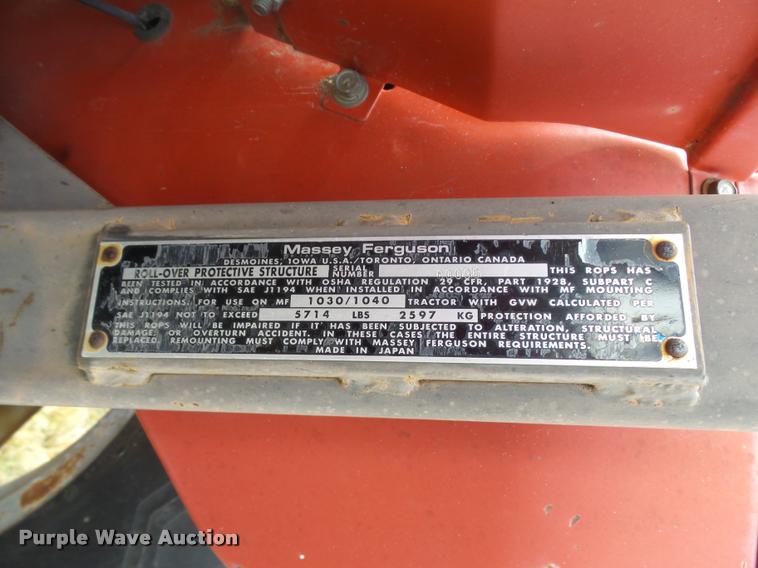 Massey Ferguson
DESMOINES, IOWA U.S.A./TORONTO, ONTARIO CANADA
ROLL-OVER PROTECTIVE STRUCTURE SERIAL NUMBER THIS ROPS HAS
BEEN TESTED IN ACCORDANCE WITH OSHA REGULATION 29 CFR, PART 1928, SUBPART C
AND COMPLIES WITH SAE J1194 WHEN INSTALLED IN ACCORDANCE WITH MF MOUNTING
INSTRUCTIONS, FOR USE ON MF 1030/1040 TRACTOR WITH GVW CALCULATED PER
SAE J1194 NOT TO EXCEED 5714 LBS 2597 KG PROTECTION AFFORDED BY
THIS ROPS WILL BE IMPAIRED IF IT HAS BEEN SUBJECTED TO ALTERATION, STRUCTURAL
DAMAGE, OR OVERTURN ACCIDENT. IN THESE CASES THE ENTIRE STRUCTURE MUST BE
REPLACED. REMOUNTING MUST COMPLY WITH MASSEY FERGUSON REQUIREMENTS.
MADE IN JAPAN
Purple Wave Auction